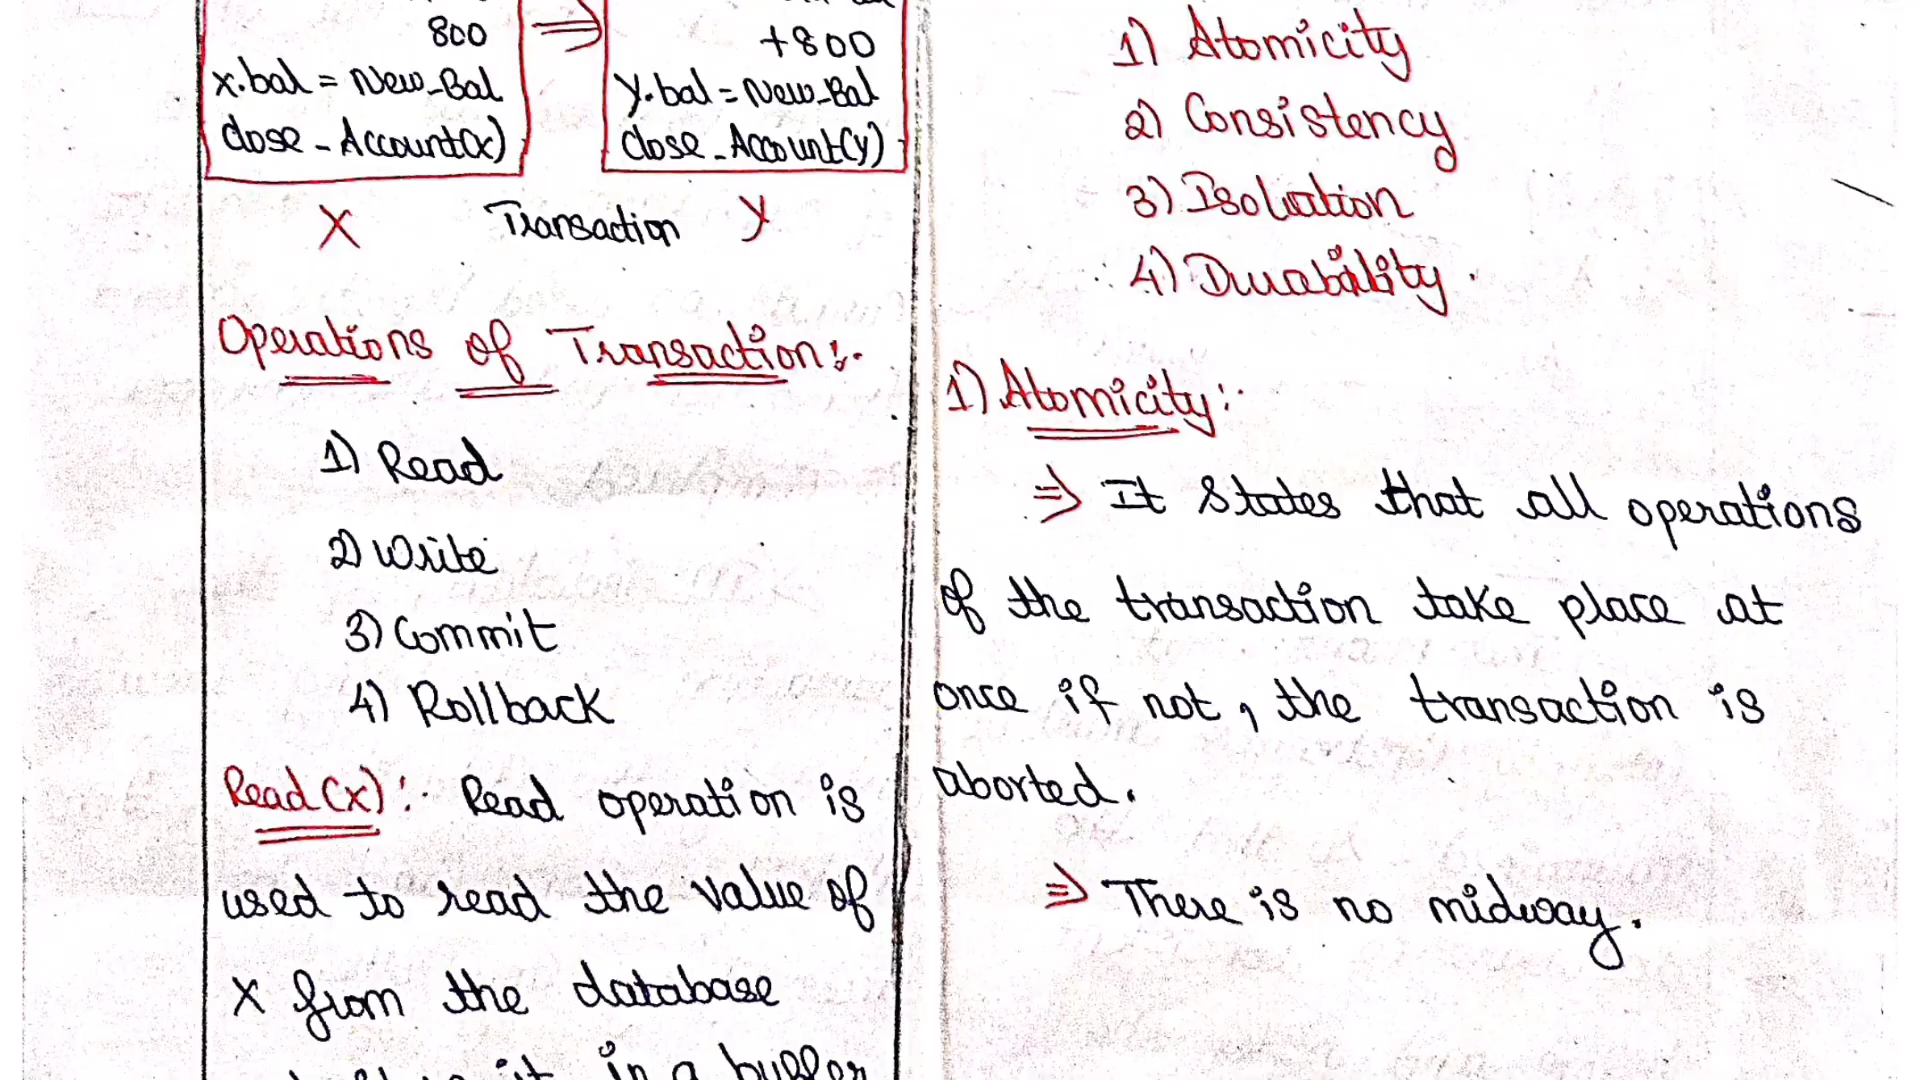 800
x.bal = New_Bal
close_Account(x)
+800
y.bal = New_Bal
close_Account(y)
X Transaction Y
Operations of Transaction:-
1) Read
2) Write
3) Commit
4) Rollback
Read(x):- Read operation is
used to read the value of
X from the database
it in a buffer
1) Atomicity
2) Consistency
3) Isolation
4) Durability.
1) Atomicity:-
⇒ It States that all operations
of the transaction take place at
once if not, the transaction is
aborted.
⇒ There is no midway.